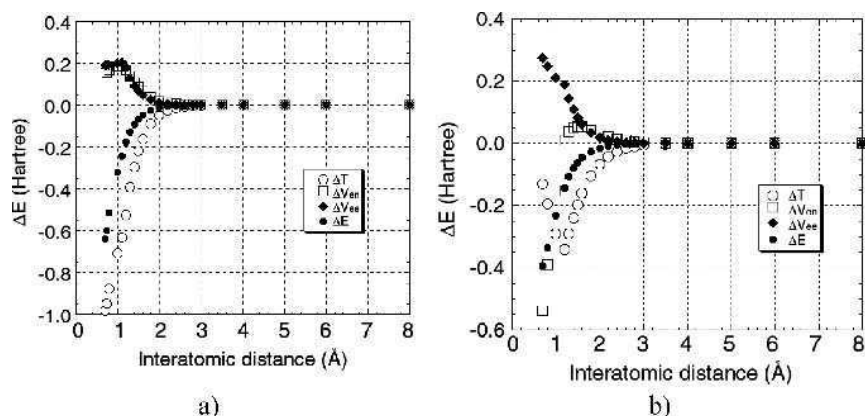 0.4
0.2
0.0
-0.2
-0.4
-0.6
-0.8
-1.0
ΔE (Hartree)
0 1 2 3 4 5 6 7 8
Interatomic distance (Å)
ΔT
ΔVen
ΔVee
ΔE
a)
0.4
0.2
0.0
-0.2
-0.4
-0.6
ΔE (Hartree)
0 1 2 3 4 5 6 7 8
Interatomic distance (Å)
ΔT
ΔVen
ΔVee
ΔE
b)